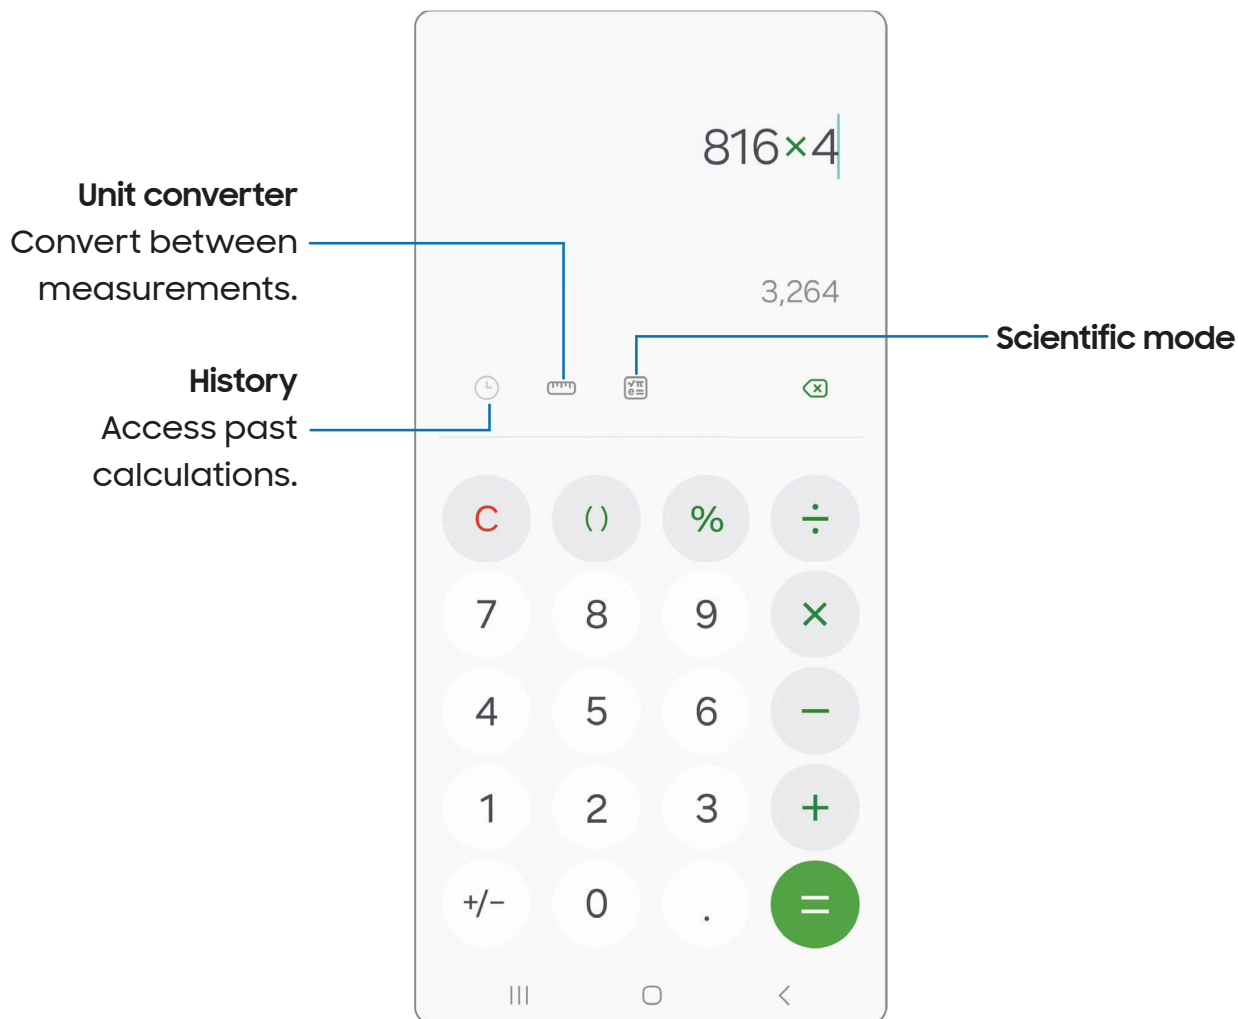 816×4
Unit converter
Convert between
measurements.
3,264
Scientific mode
History
Access past
calculations.
√π
e=
C ( ) % ÷
7 8 9 ×
4 5 6 −
1 2 3 +
+/− 0 . =